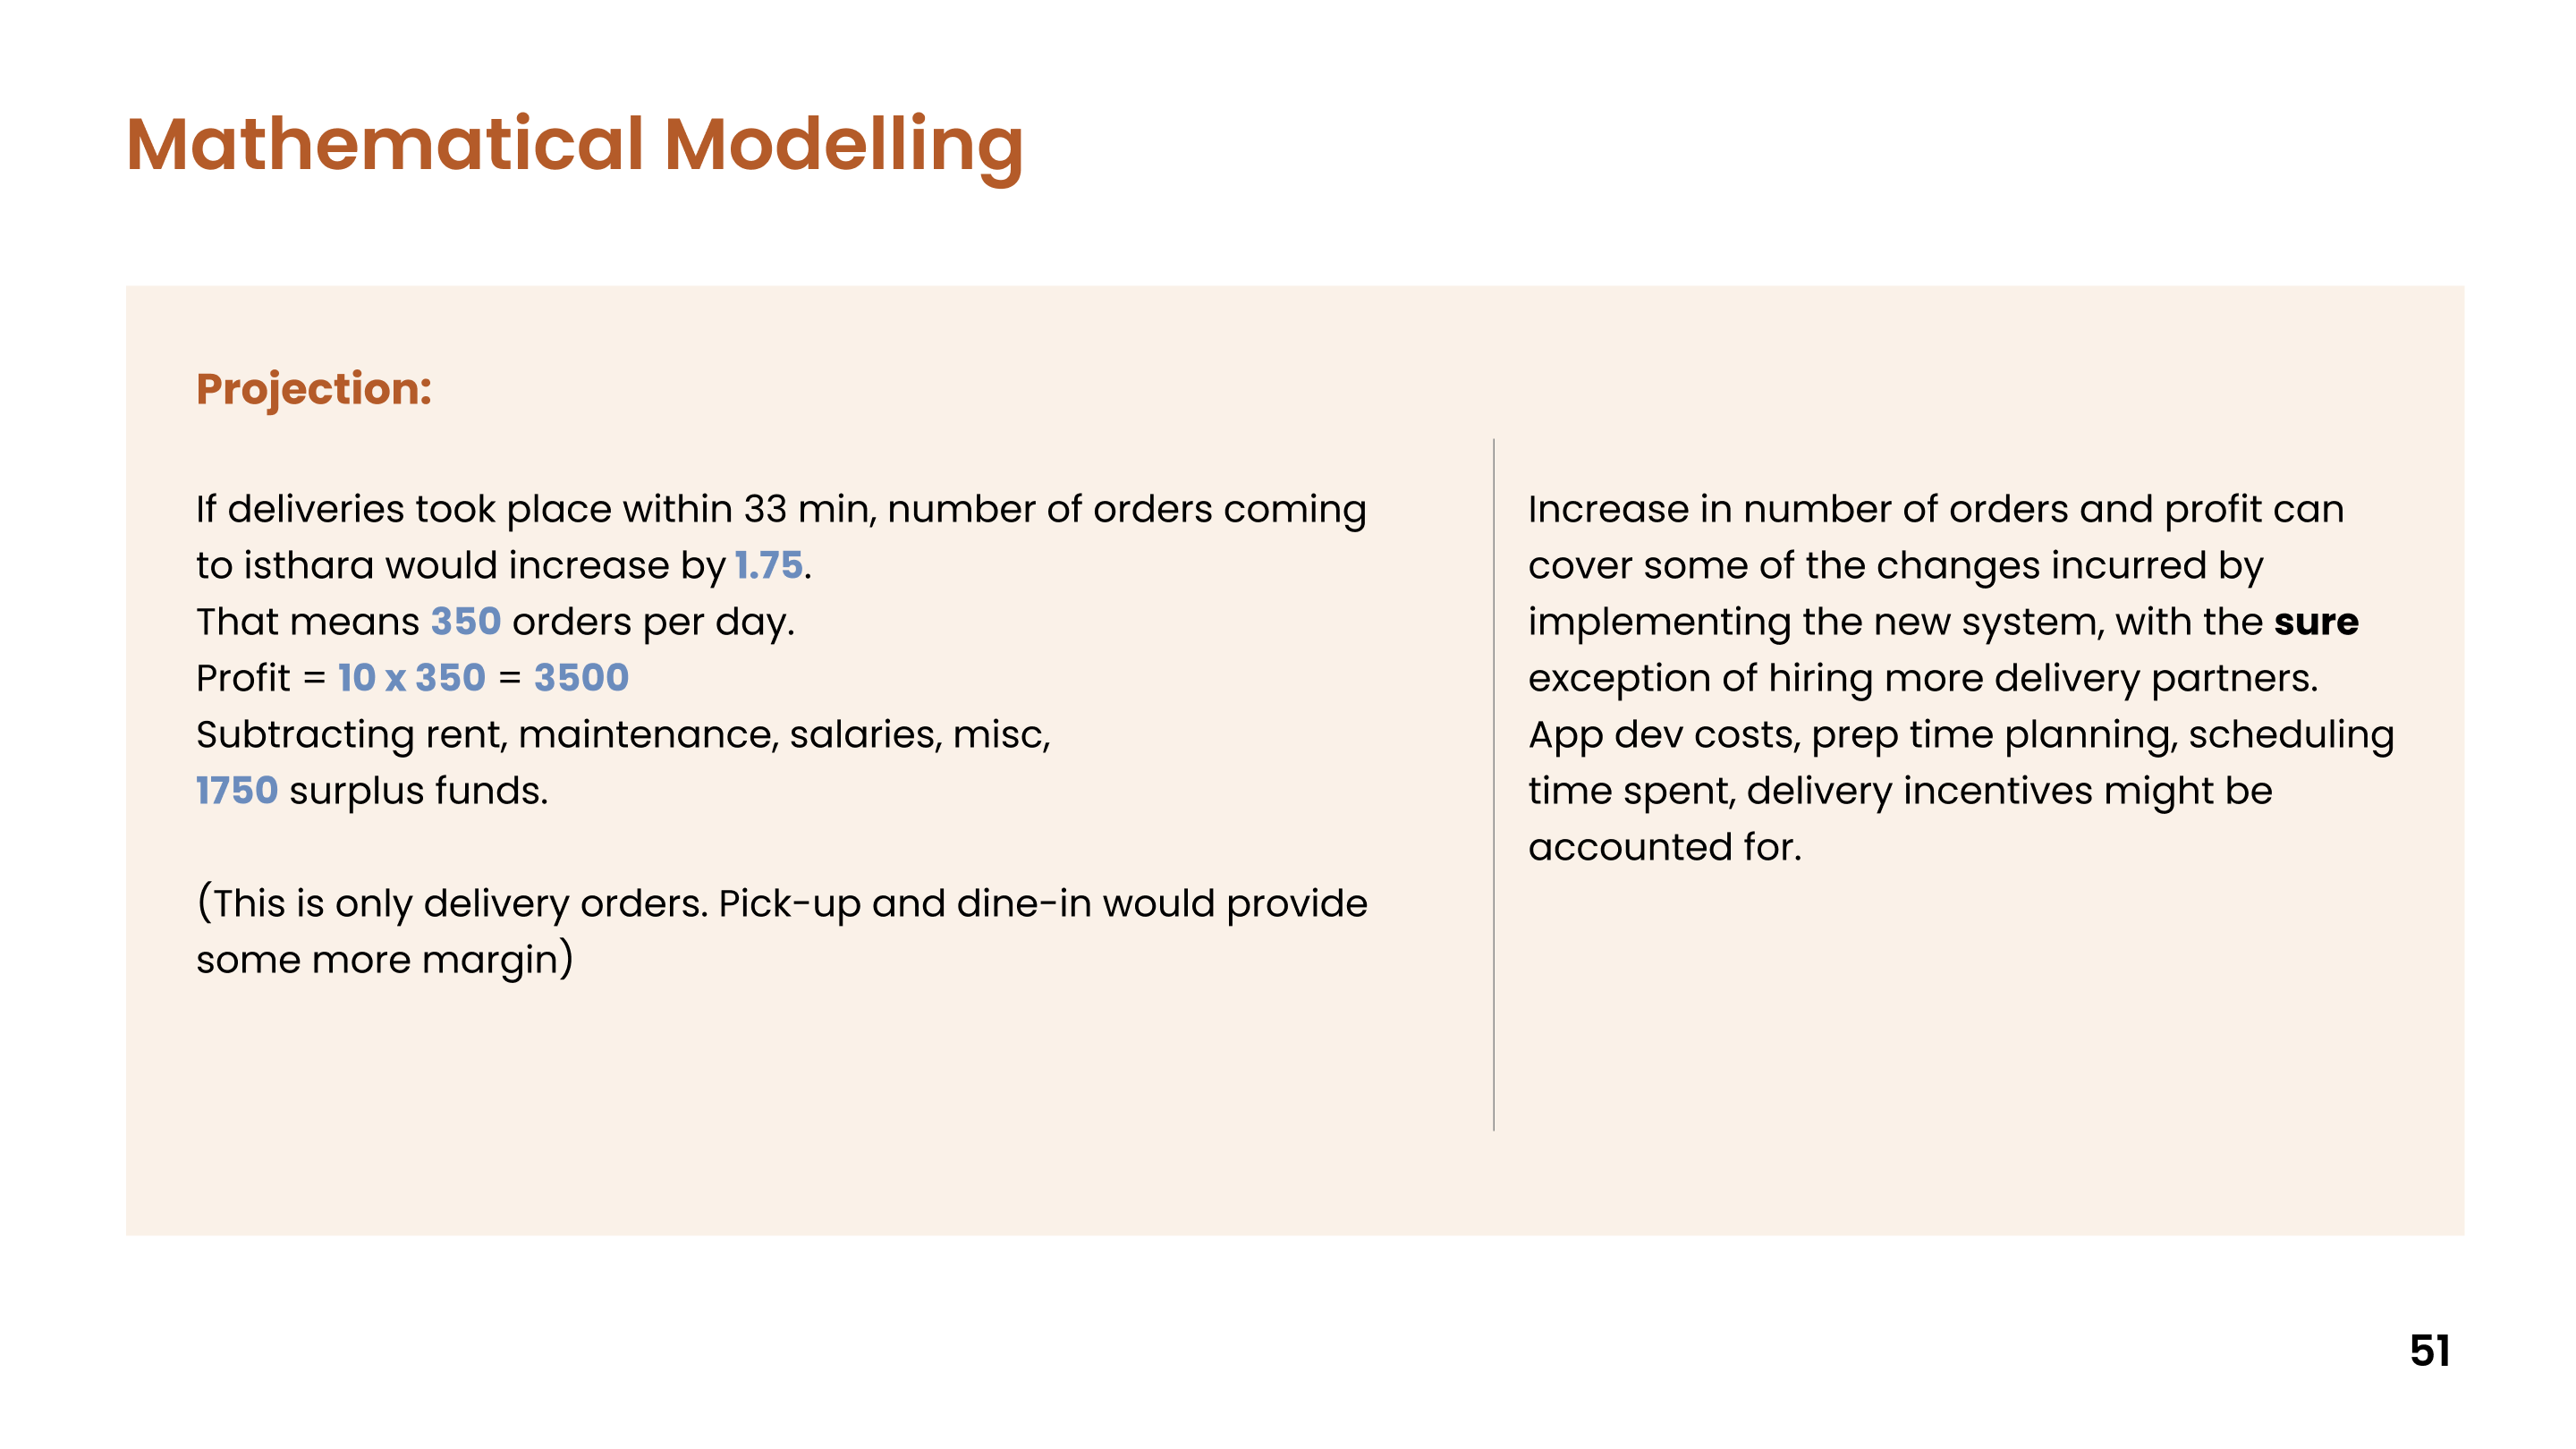 Mathematical Modelling
Projection:
If deliveries took place within 33 min, number of orders coming
to isthara would increase by 1.75.
That means 350 orders per day.
Profit = 10 x 350 = 3500
Subtracting rent, maintenance, salaries, misc,
1750 surplus funds.
(This is only delivery orders. Pick-up and dine-in would provide
some more margin)
Increase in number of orders and profit can
cover some of the changes incurred by
implementing the new system, with the sure
exception of hiring more delivery partners.
App dev costs, prep time planning, scheduling
time spent, delivery incentives might be
accounted for.
51